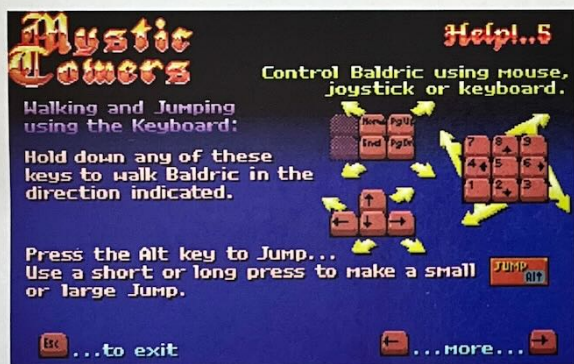 Mystic
Towers
Help!..5
Control Baldric using mouse,
joystick or keyboard.
Walking and Jumping
using the Keyboard:
Home PgUp
End PgDn
7 8 9
4 5 6
1 2 3
Hold down any of these
keys to walk Baldric in the
direction indicated.
Press the Alt key to Jump...
Use a short or long press to make a small
or large Jump.
JUMP
Alt
Esc ...to exit
...more...